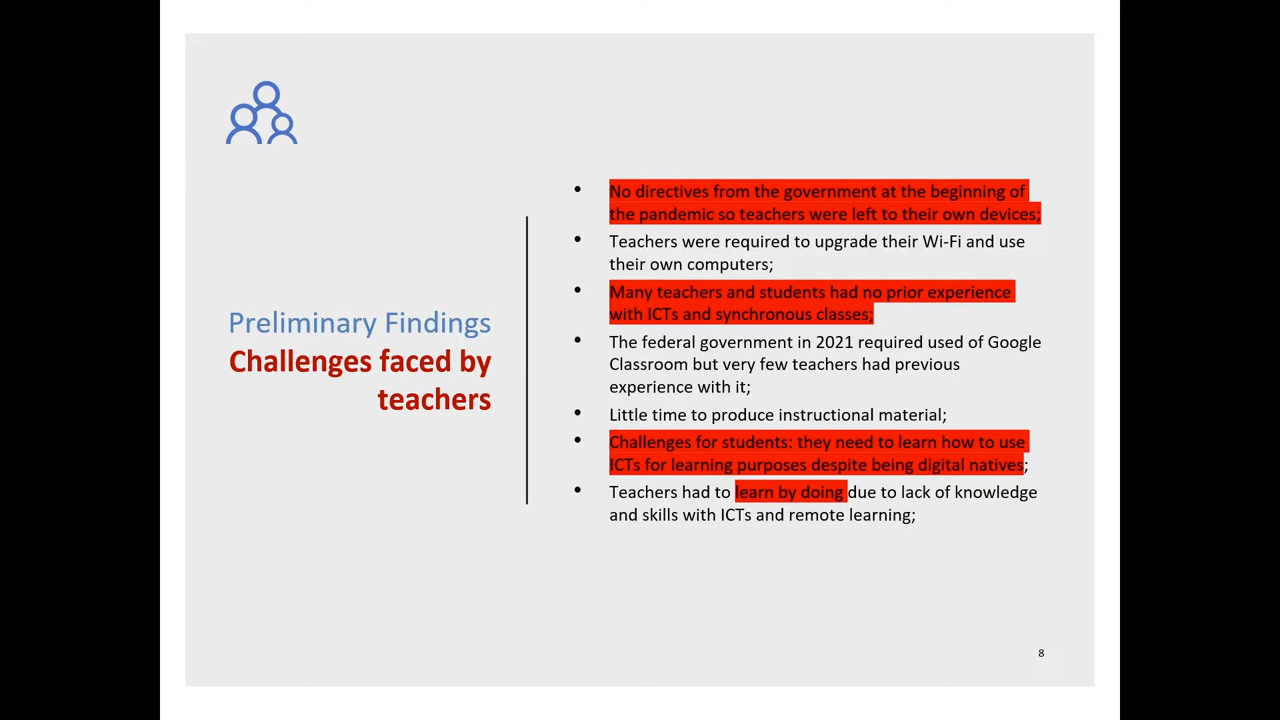 Preliminary Findings
Challenges faced by
teachers
• No directives from the government at the beginning of
the pandemic so teachers were left to their own devices;
• Teachers were required to upgrade their Wi-Fi and use
their own computers;
• Many teachers and students had no prior experience
with ICTs and synchronous classes;
• The federal government in 2021 required used of Google
Classroom but very few teachers had previous
experience with it;
• Little time to produce instructional material;
• Challenges for students: they need to learn how to use
ICTs for learning purposes despite being digital natives;
• Teachers had to learn by doing due to lack of knowledge
and skills with ICTs and remote learning;
8